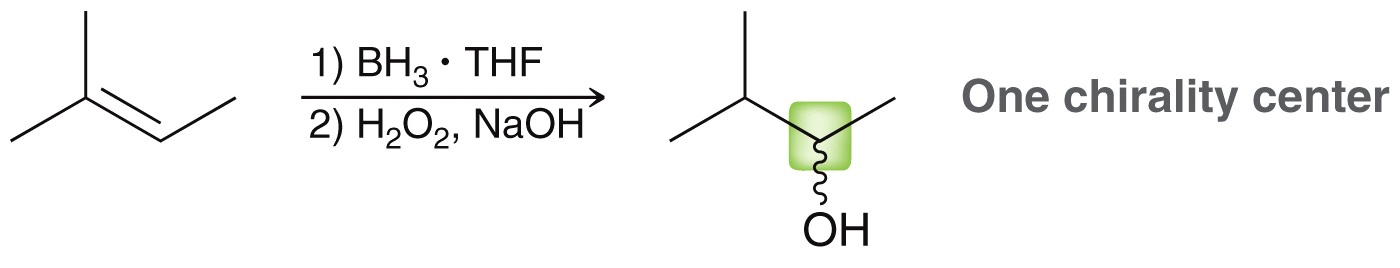 1) BH₃ · THF
2) H₂O₂, NaOH
OH
One chirality center